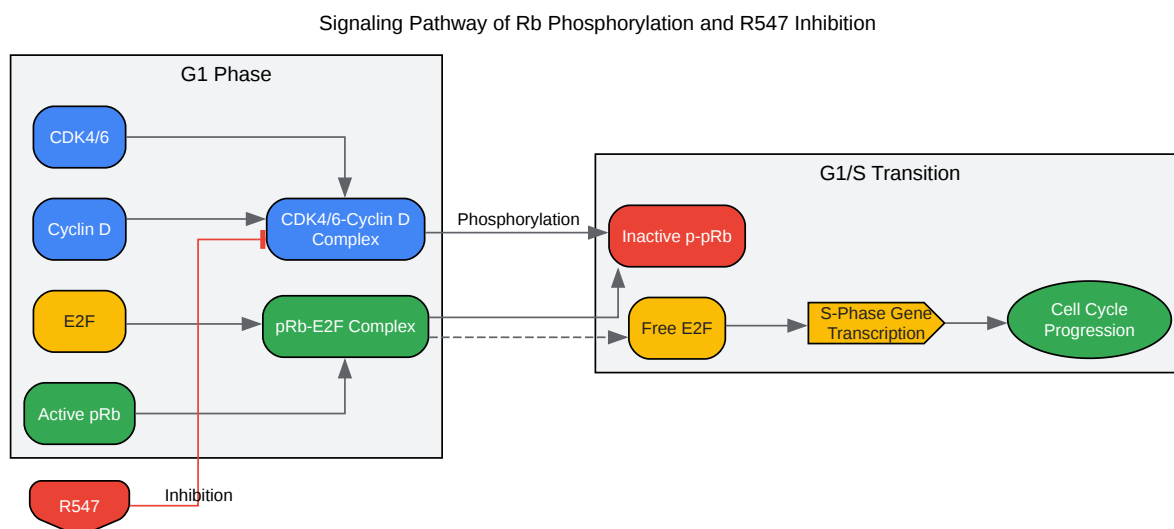 Signaling Pathway of Rb Phosphorylation and R547 Inhibition
G1 Phase
CDK4/6
Cyclin D
CDK4/6-Cyclin D
Complex
E2F
pRb-E2F Complex
Active pRb
R547
Inhibition
Phosphorylation
G1/S Transition
Inactive p-pRb
Free E2F
S-Phase Gene
Transcription
Cell Cycle
Progression